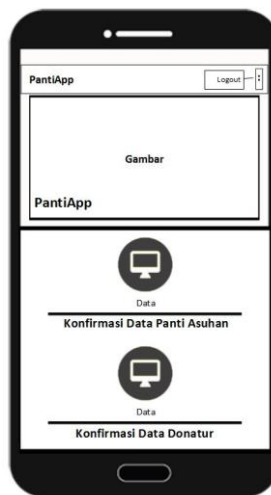 PantiApp
Logout
Gambar
PantiApp
Data
Konfirmasi Data Panti Asuhan
Data
Konfirmasi Data Donatur